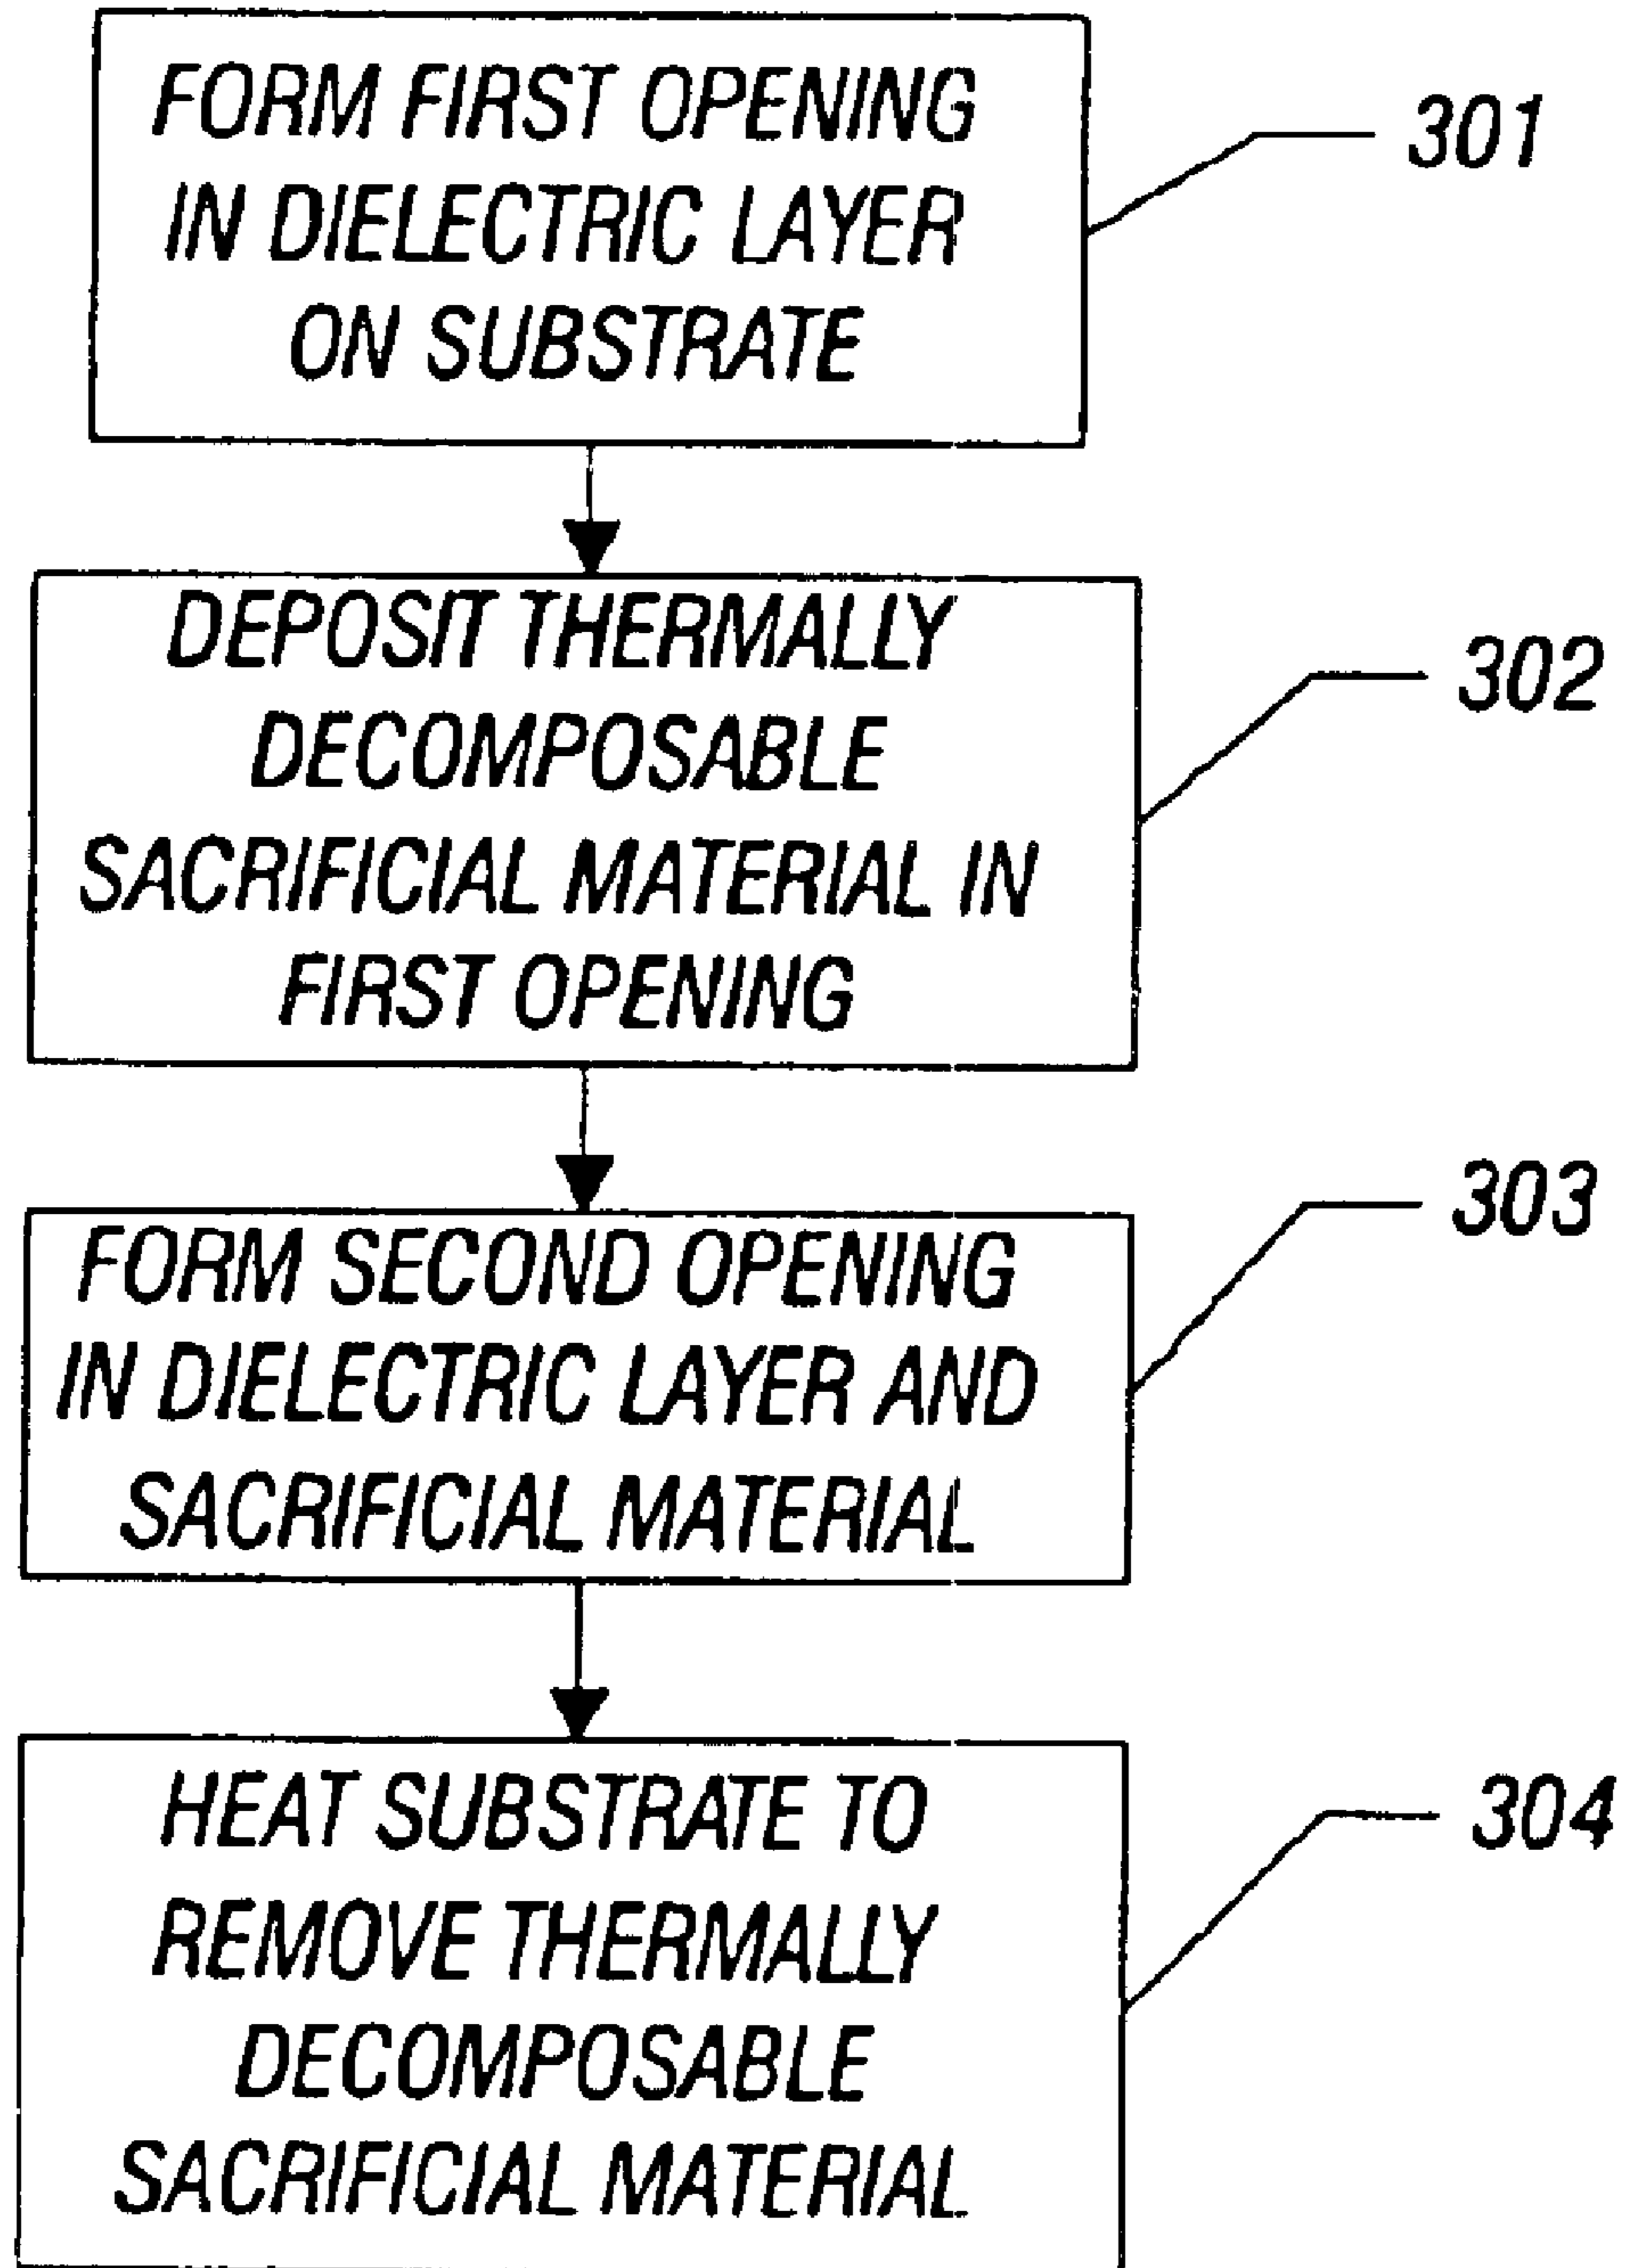 FORM FIRST OPENING
IN DIELECTRIC LAYER
ON SUBSTRATE
301
DEPOSIT THERMALLY
DECOMPOSABLE
SACRIFICIAL MATERIAL IN
FIRST OPENING
302
FORM SECOND OPENING
IN DIELECTRIC LAYER AND
SACRIFICIAL MATERIAL
303
HEAT SUBSTRATE TO
REMOVE THERMALLY
DECOMPOSABLE
SACRIFICIAL MATERIAL
304